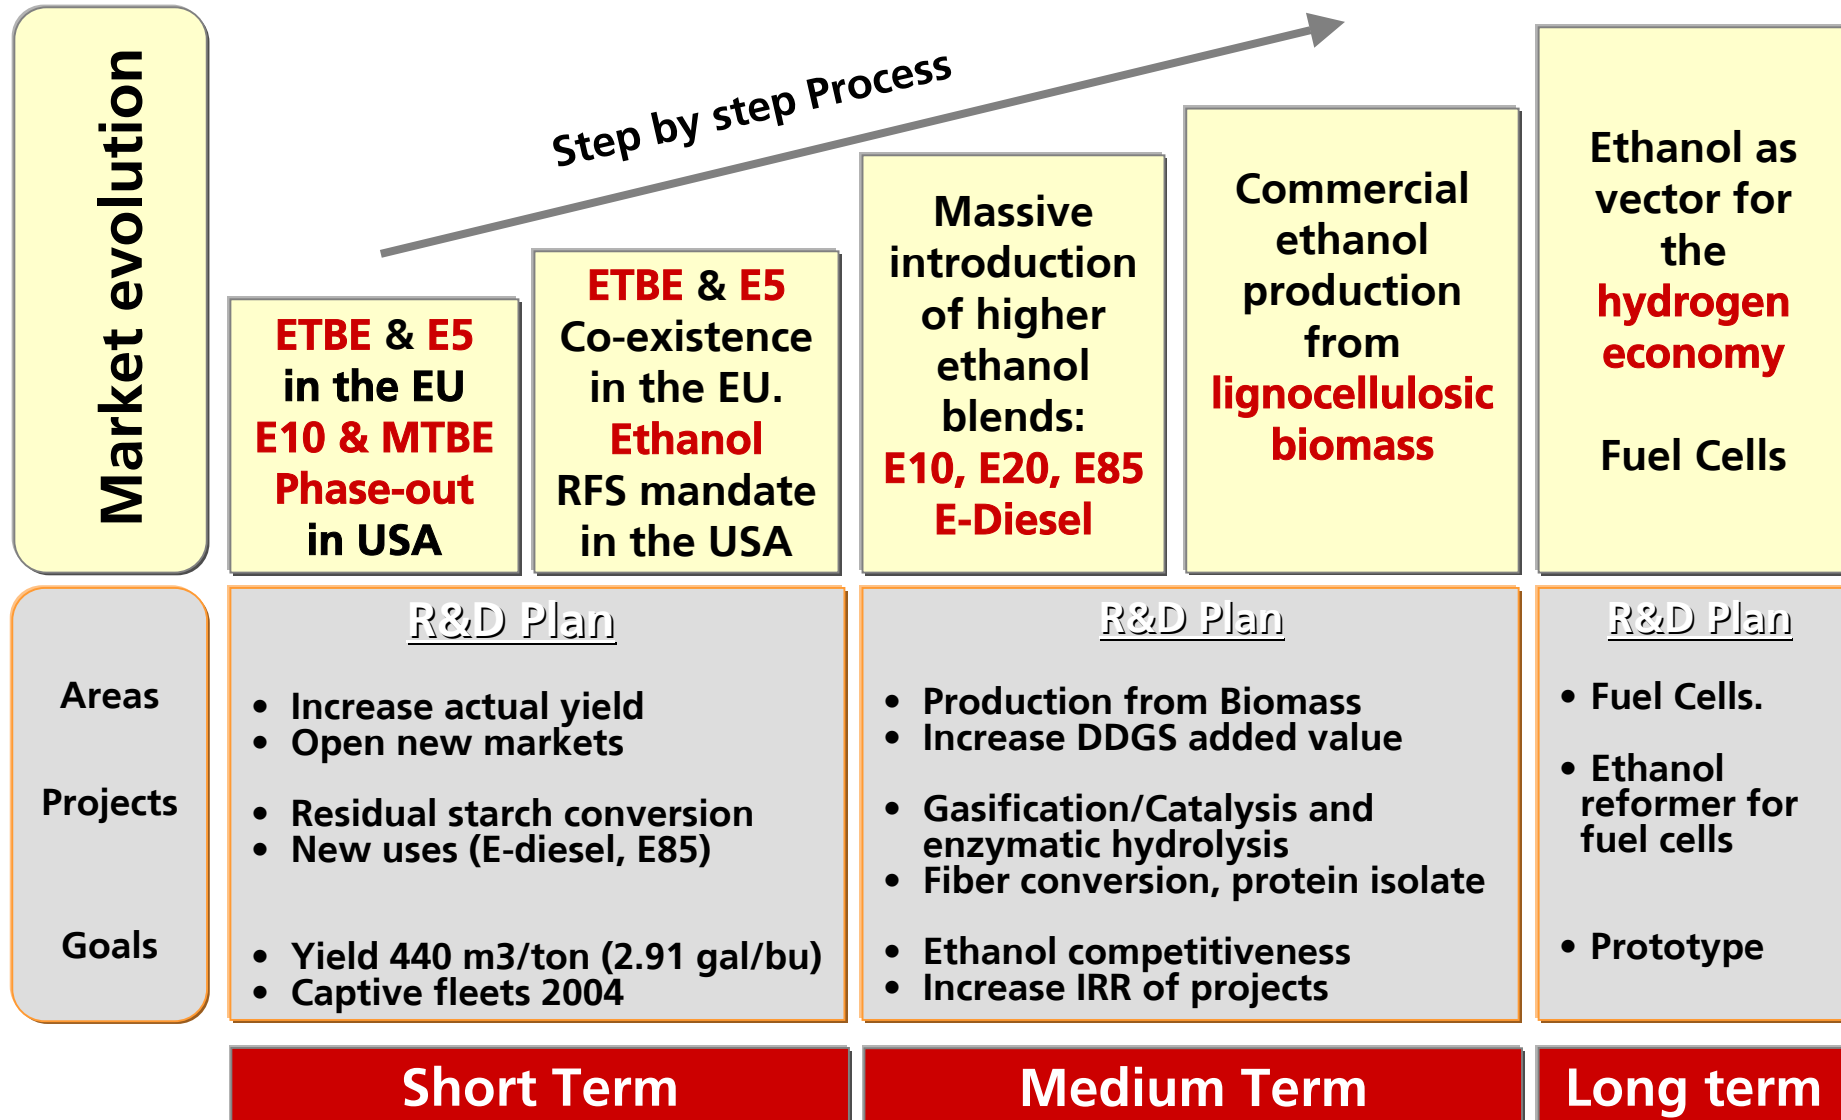 Market evolution
Step by step Process
ETBE & E5
in the EU
E10 & MTBE
Phase-out
in USA
ETBE & E5
Co-existence
in the EU.
Ethanol
RFS mandate
in the USA
Massive
introduction
of higher
ethanol
blends:
E10, E20, E85
E-Diesel
Commercial
ethanol
production
from
lignocellulosic
biomass
Ethanol as
vector for
the
hydrogen
economy
Fuel Cells
Areas
Projects
Goals
R&D Plan
• Increase actual yield
• Open new markets
• Residual starch conversion
• New uses (E-diesel, E85)
• Yield 440 m3/ton (2.91 gal/bu)
• Captive fleets 2004
R&D Plan
• Production from Biomass
• Increase DDGS added value
• Gasification/Catalysis and
enzymatic hydrolysis
• Fiber conversion, protein isolate
• Ethanol competitiveness
• Increase IRR of projects
R&D Plan
• Fuel Cells.
• Ethanol
reformer for
fuel cells
• Prototype
Short Term
Medium Term
Long term